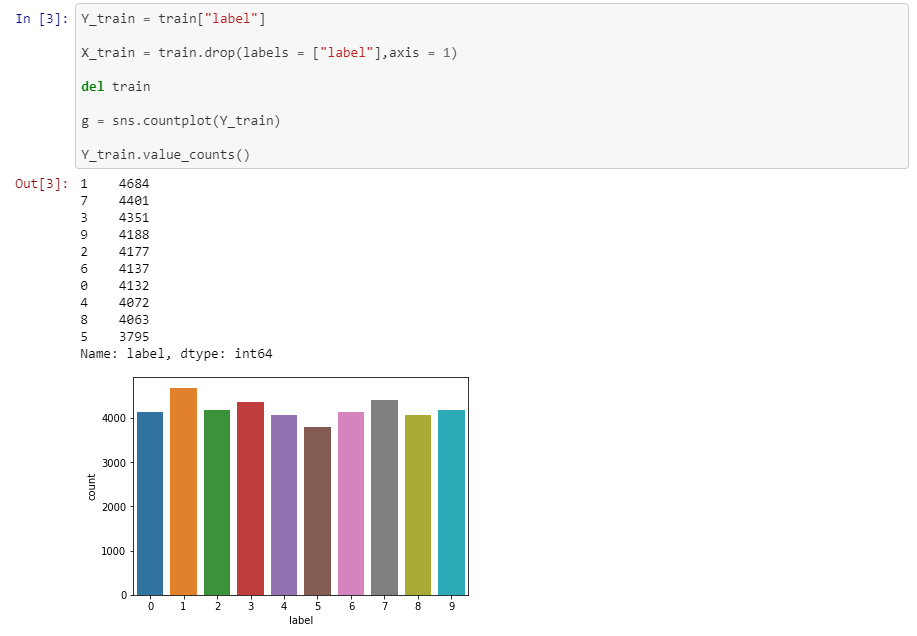 In [3]: Y_train = train["label"]
X_train = train.drop(labels = ["label"],axis = 1)
del train
g = sns.countplot(Y_train)
Y_train.value_counts()
Out[3]: 1    4684
7    4401
3    4351
9    4188
2    4177
6    4137
0    4132
4    4072
8    4063
5    3795
Name: label, dtype: int64
4000
3000
count
2000
1000
0
0 1 2 3 4 5 6 7 8 9
label